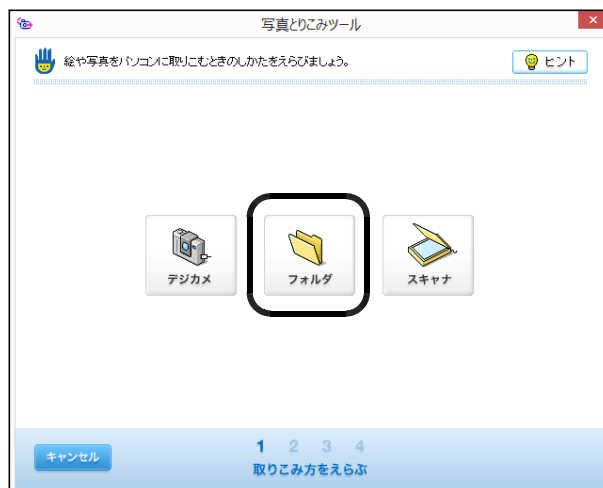 写真とりこみツール
絵や写真をパソコンに取りこむときのしかたをえらびましょう。
ヒント
デジカメ
フォルダ
スキャナ
キャンセル
1 2 3 4
取りこみ方をえらぶ